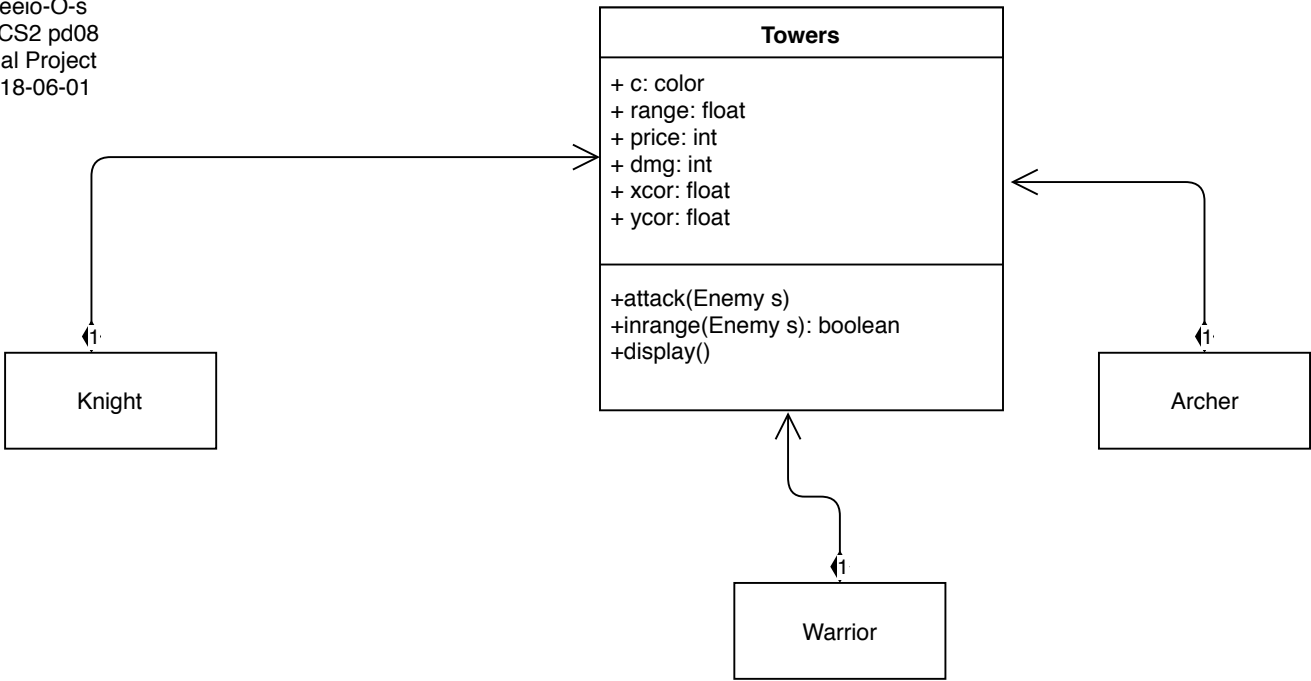 eeio-O-s
CS2 pd08
al Project
18-06-01
Towers
+ c: color
+ range: float
+ price: int
+ dmg: int
+ xcor: float
+ ycor: float
+attack(Enemy s)
+inrange(Enemy s): boolean
+display()
1
1
Knight
Archer
1
Warrior